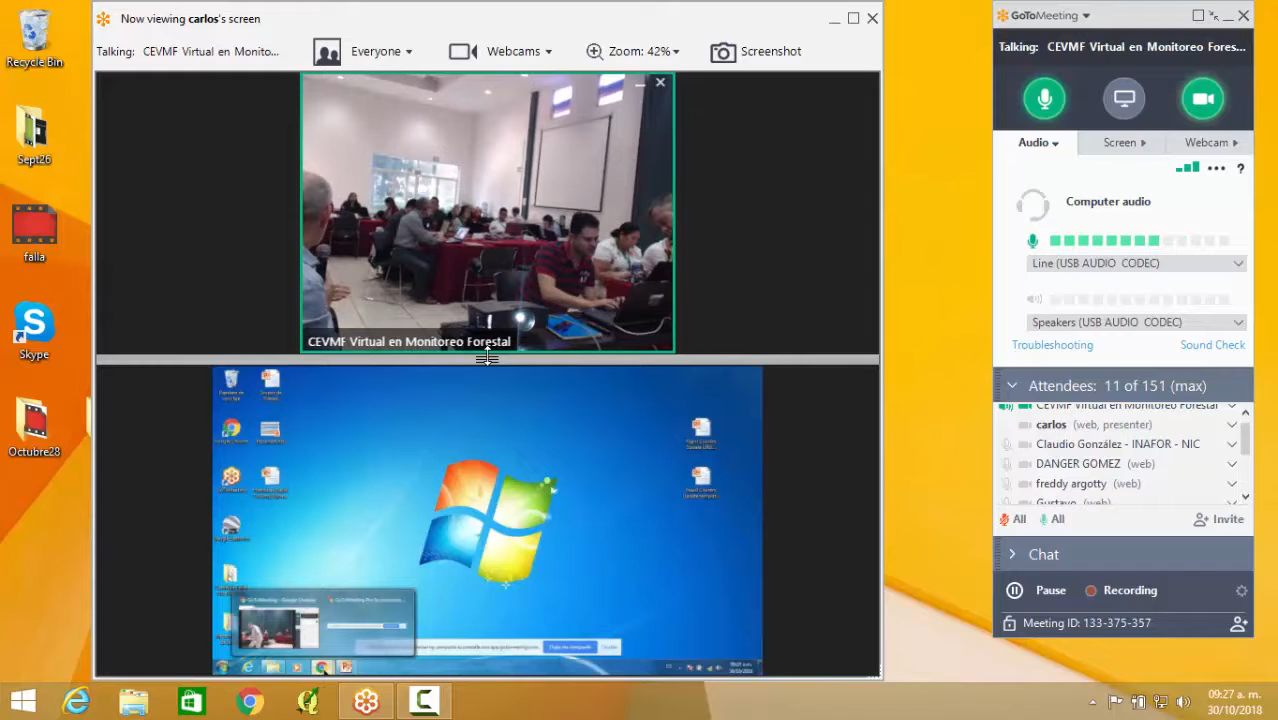 Recycle Bin
Sept26
falla
Skype
Octubre28
Now viewing carlos's screen
Talking: CEVMF Virtual en Monito...
Everyone
Webcams
Zoom: 42%
Screenshot
CEVMF Virtual en Monitoreo Forestal
GoToMeeting
Talking: CEVMF Virtual en Monitoreo Fores...
Audio
Screen
Webcam
?
Computer audio
Line (USB AUDIO CODEC)
Speakers (USB AUDIO CODEC)
Troubleshooting
Sound Check
Attendees: 11 of 151 (max)
CEVMF Virtual en Monitoreo Forestal
carlos (web, presenter)
Claudio González - INAFOR - NIC
DANGER GOMEZ (web)
freddy argotty (web)
Gustavo (web)
All
All
Invite
Chat
Pause
Recording
Meeting ID: 133-375-357
09:27 a. m.
30/10/2018